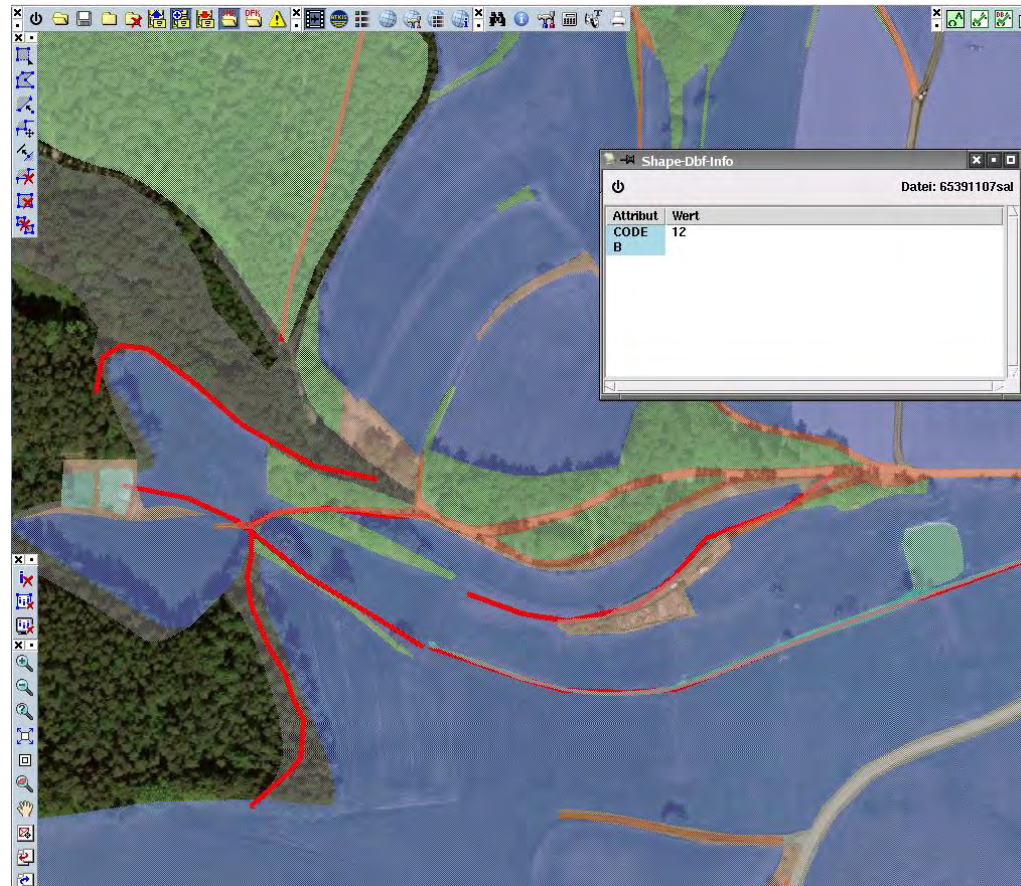 DFK
Shape-Dbf-Info
Datei: 65391107sal
Attribut Wert
CODE 12
B